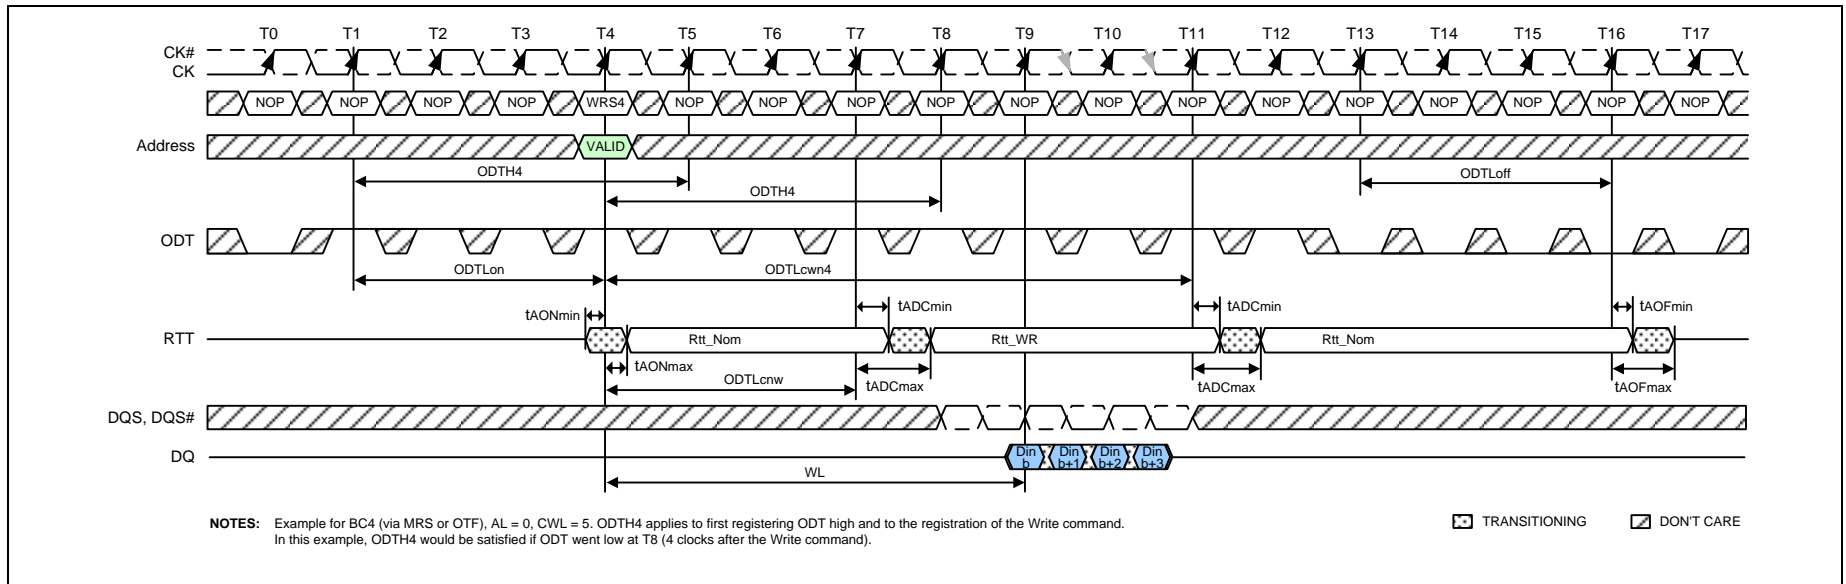 T0 T1 T2 T3 T4 T5 T6 T7 T8 T9 T10 T11 T12 T13 T14 T15 T16 T17
CK#
CK
NOP NOP NOP NOP WRS4 NOP NOP NOP NOP NOP NOP NOP NOP NOP NOP NOP NOP NOP
Address VALID
ODTH4 ODTLoff
ODTH4
ODT
ODTLon ODTLcwn4
tAONmin tADCmin tADCmin tAOFmin
RTT Rtt_Nom Rtt_WR Rtt_Nom
tAONmax
ODTLcnw tADCmax tADCmax tAOFmax
DQS, DQS#
DQ Din b Din b+1 Din b+2 Din b+3
WL
NOTES: Example for BC4 (via MRS or OTF), AL = 0, CWL = 5. ODTH4 applies to first registering ODT high and to the registration of the Write command.
In this example, ODTH4 would be satisfied if ODT went low at T8 (4 clocks after the Write command).
TRANSITIONING DON'T CARE